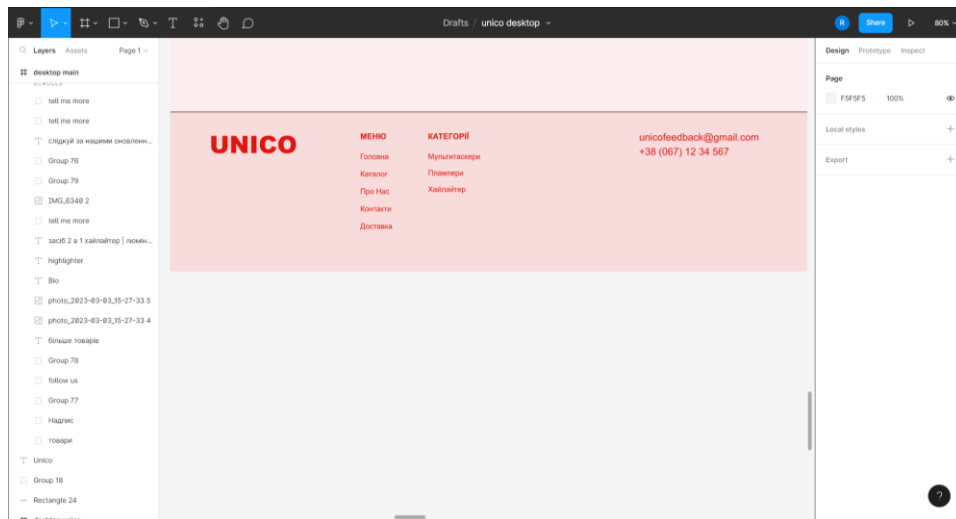 Drafts / unico desktop
R
Share
80%
Layers
Assets
Page 1
desktop main
tell me more
tell me more
слідкуй за нашими оновленн...
Group 76
Group 79
IMG_6340 2
tell me more
засіб 2 в 1 хайлайтер | люмін...
highlighter
Bio
photo_2023-03-03_15-27-33 5
photo_2023-03-03_15-27-33 4
більше товарів
Group 78
follow us
Group 77
Надпис
товари
Unico
Group 18
Rectangle 24
UNICO
МЕНЮ
Головна
Каталог
Про Нас
Контакти
Доставка
КАТЕГОРІЇ
Мультитаскери
Плампери
Хайлайтер
unicofeedback@gmail.com
+38 (067) 12 34 567
Design
Prototype
Inspect
Page
F5F5F5
100%
Local styles
Export
?